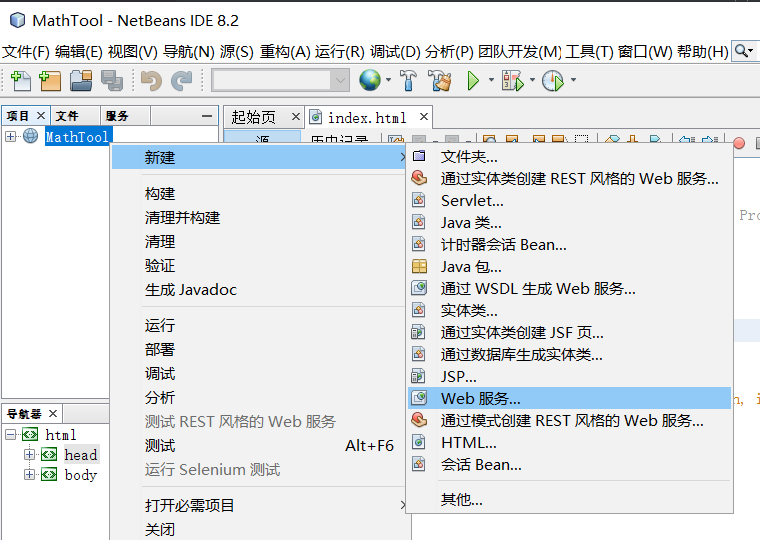 MathTool - NetBeans IDE 8.2
文件(F) 编辑(E) 视图(V) 导航(N) 源(S) 重构(A) 运行(R) 调试(D) 分析(P) 团队开发(M) 工具(T) 窗口(W) 帮助(H)
项目 文件 服务
起始页 index.html
MathTool
源 历史记录
新建
构建
清理并构建
清理
验证
生成 Javadoc
运行
部署
调试
分析
测试 REST 风格的 Web 服务
测试 Alt+F6
运行 Selenium 测试
打开必需项目
关闭
文件夹...
通过实体类创建 REST 风格的 Web 服务...
Servlet...
Java 类...
计时器会话 Bean...
Java 包...
通过 WSDL 生成 Web 服务...
实体类...
通过实体类创建 JSF 页...
通过数据库生成实体类...
JSP...
Web 服务...
通过模式创建 REST 风格的 Web 服务...
HTML...
会话 Bean...
其他...
导航器
html
head
body